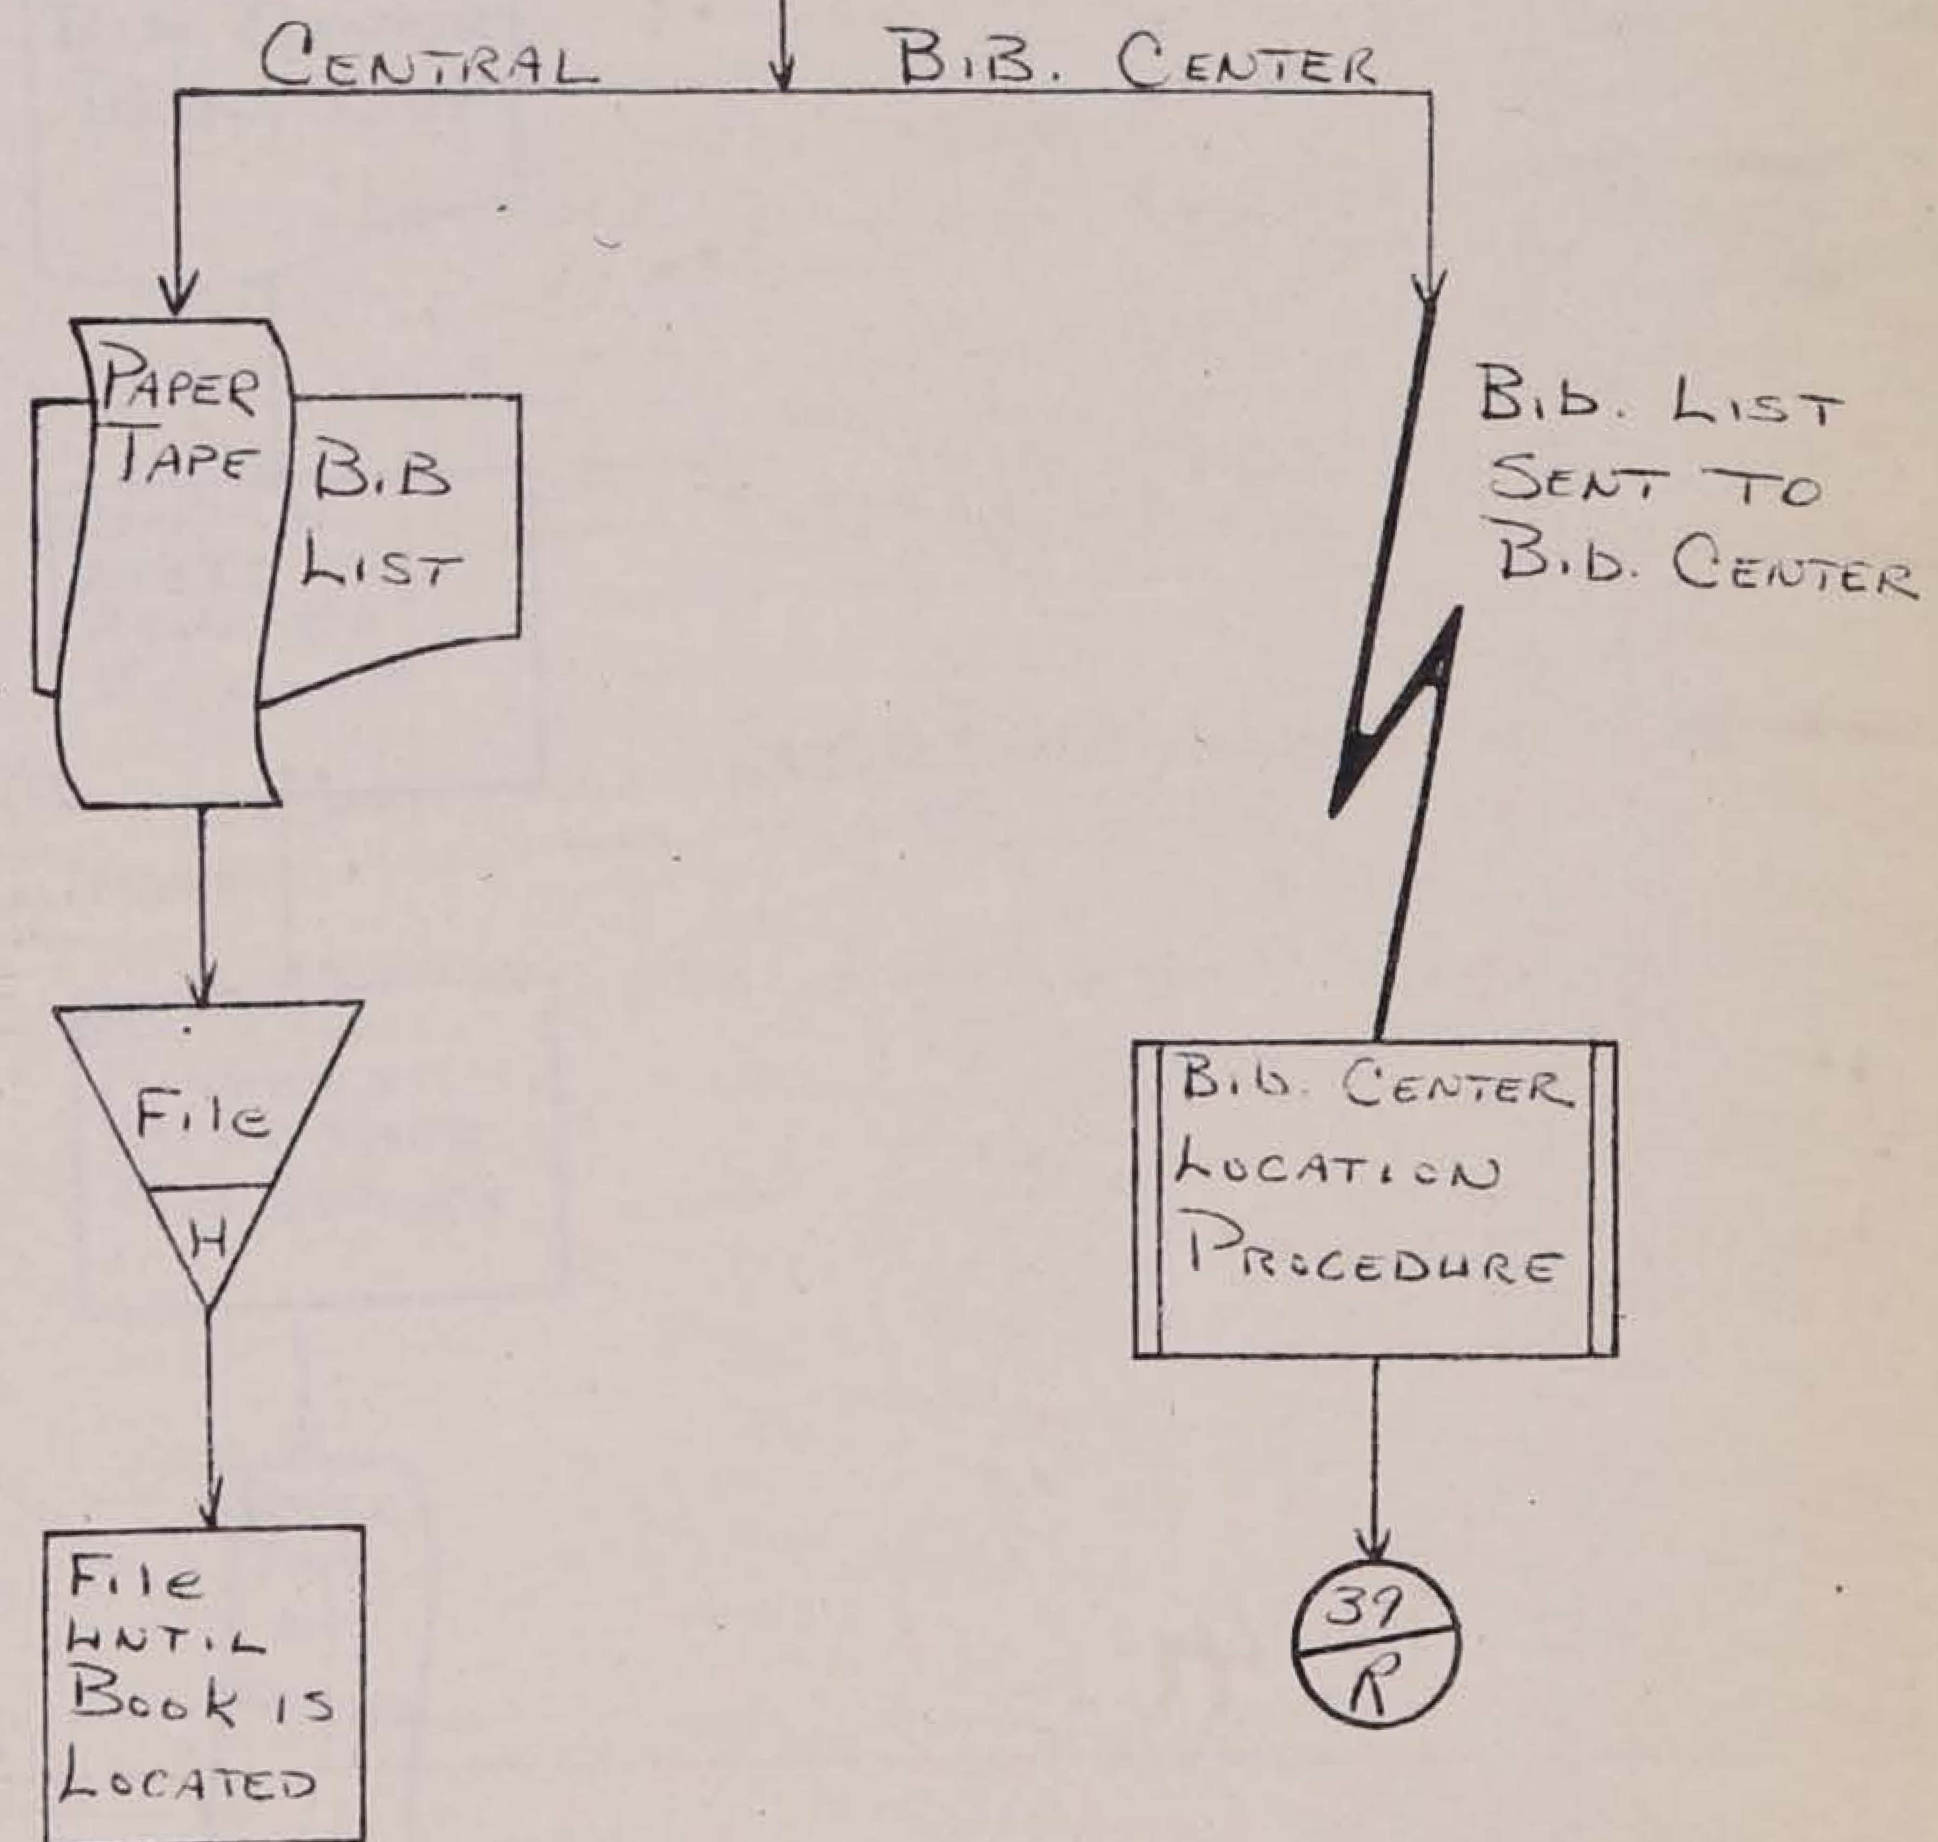 CENTRAL
BIB. CENTER
PAPER
TAPE
BIB
LIST
Bib. LIST
SENT TO
Bib. CENTER
File
H
Bib. CENTER
LOCATION
PROCEDURE
File
UNTIL
BOOK IS
LOCATED
39
R